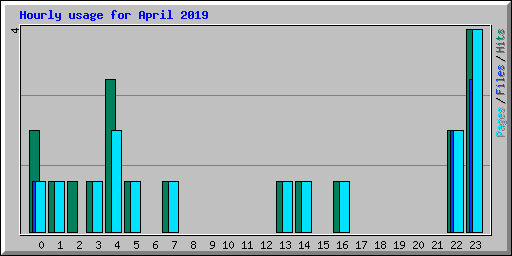 Hourly usage for April 2019
4
Pages/Files/Hits
0 1 2 3 4 5 6 7 8 9 10 11 12 13 14 15 16 17 18 19 20 21 22 23